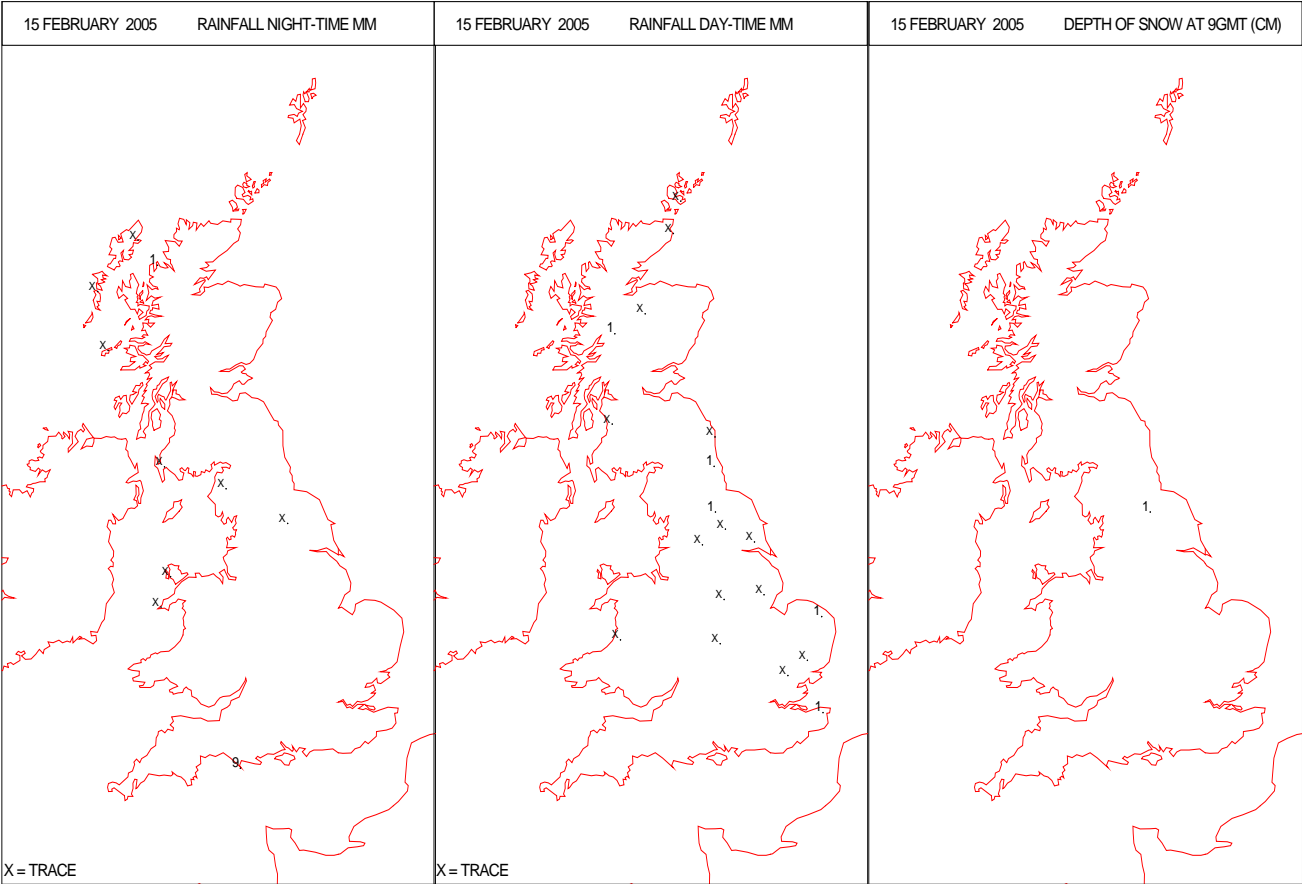 15 FEBRUARY 2005 RAINFALL NIGHT-TIME MM
X
1
X
X.
X.
X.
X.
X.
X.
9.
X = TRACE
15 FEBRUARY 2005 RAINFALL DAY-TIME MM
X
X
X.
1.
X.
X.
1.
1.
X.
X.
X.
X.
X.
1.
X.
X.
X.
X.
1.
X = TRACE
15 FEBRUARY 2005 DEPTH OF SNOW AT 9GMT (CM)
1.